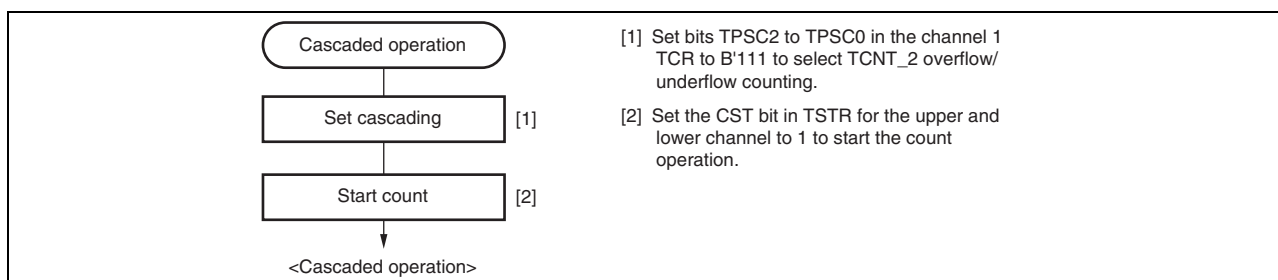 Cascaded operation
Set cascading
[1]
Start count
[2]
<Cascaded operation>
[1] Set bits TPSC2 to TPSC0 in the channel 1
TCR to B'111 to select TCNT_2 overflow/
underflow counting.
[2] Set the CST bit in TSTR for the upper and
lower channel to 1 to start the count
operation.